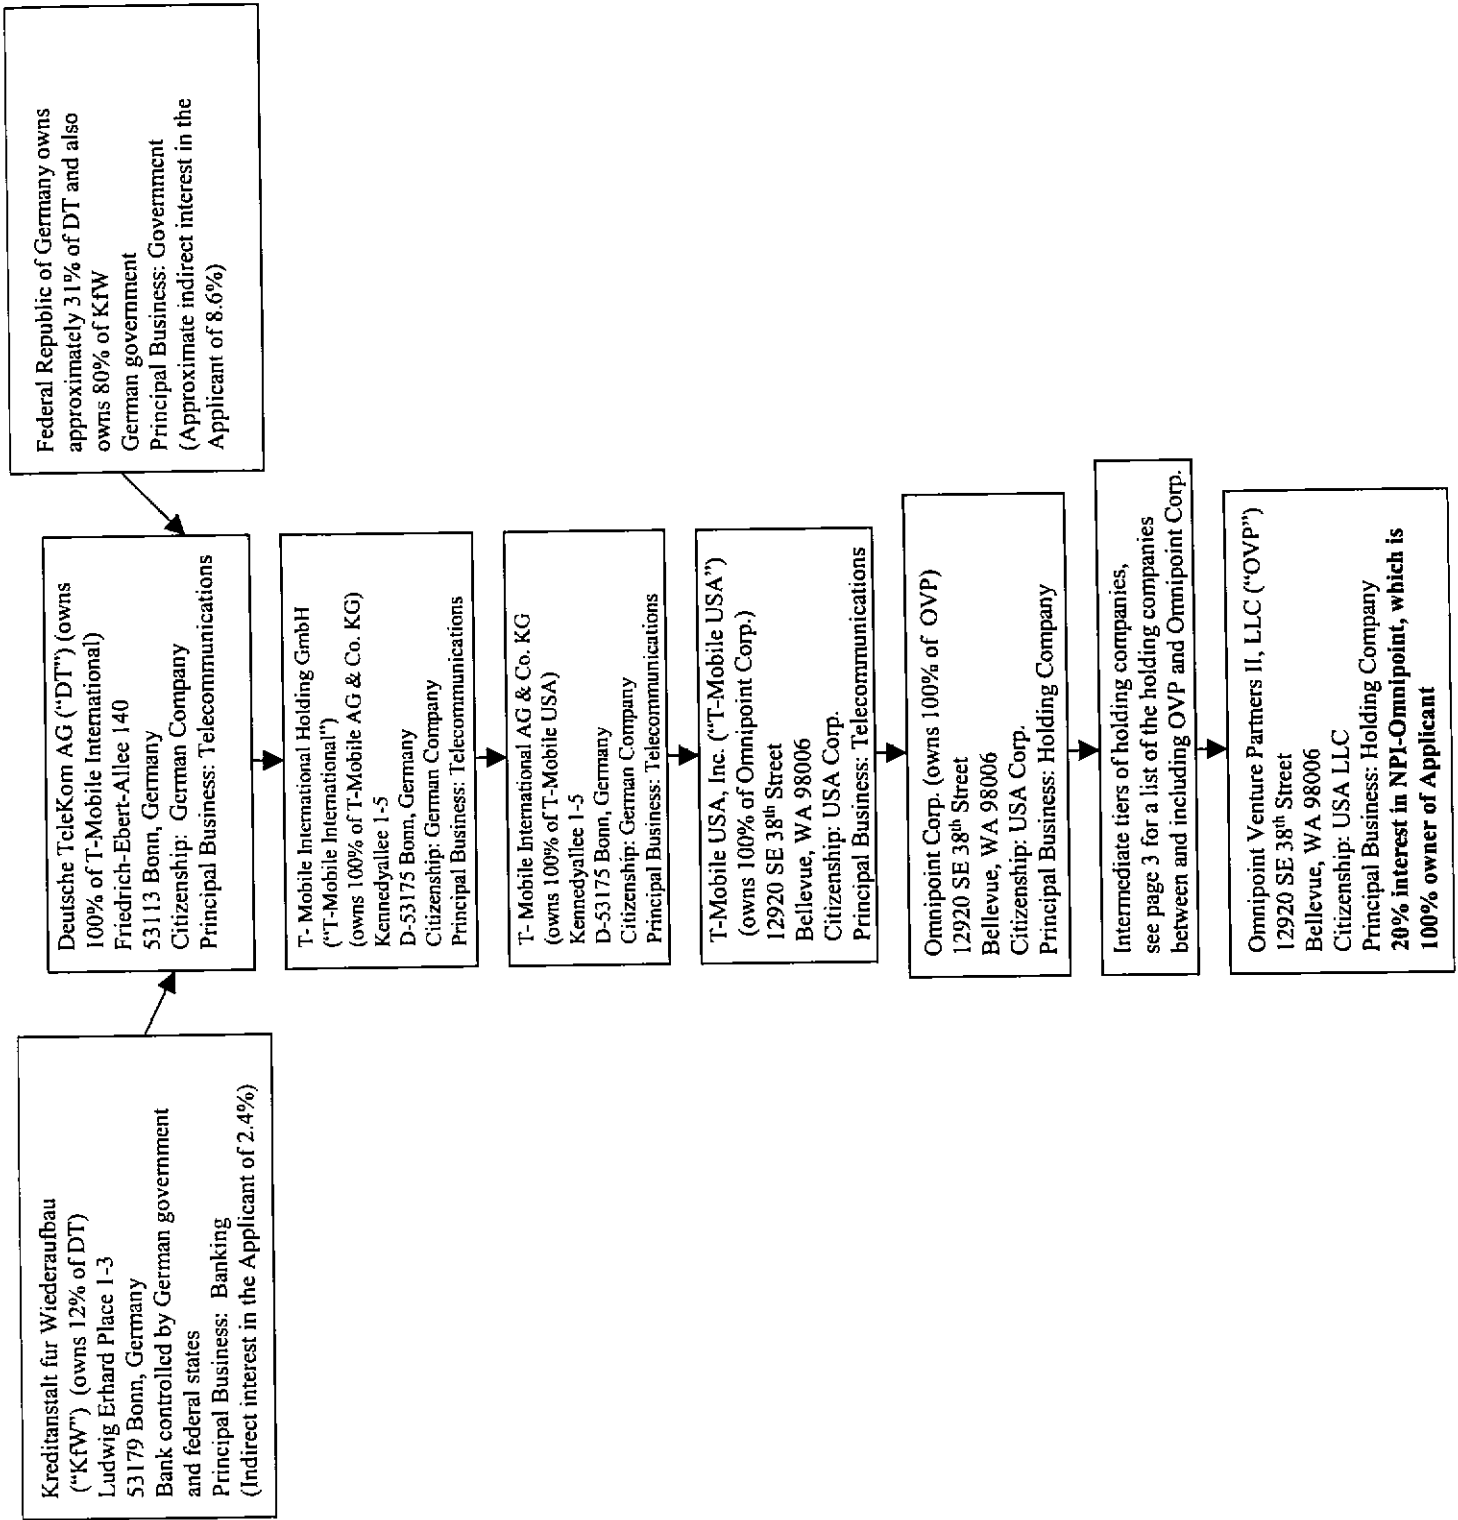 Kreditanstalt fur Wiederaufbau
("KfW") (owns 12% of DT)
Ludwig Erhard Place 1-3
53179 Bonn, Germany
Bank controlled by German government
and federal states
Principal Business: Banking
(Indirect interest in the Applicant of 2.4%)
Deutsche TeleKom AG ("DT") (owns
100% of T-Mobile International)
Friedrich-Ebert-Allee 140
53113 Bonn, Germany
Citizenship: German Company
Principal Business: Telecommunications
Federal Republic of Germany owns
approximately 31% of DT and also
owns 80% of KfW
German government
Principal Business: Government
(Approximate indirect interest in the
Applicant of 8.6%)
T- Mobile International Holding GmbH
("T-Mobile International")
(owns 100% of T-Mobile AG & Co. KG)
Kennedyallee 1-5
D-53175 Bonn, Germany
Citizenship: German Company
Principal Business: Telecommunications
T- Mobile International AG & Co. KG
(owns 100% of T-Mobile USA)
Kennedyallee 1-5
D-53175 Bonn, Germany
Citizenship: German Company
Principal Business: Telecommunications
T-Mobile USA, Inc. ("T-Mobile USA")
(owns 100% of Omnipoint Corp.)
12920 SE 38th Street
Bellevue, WA 98006
Citizenship: USA Corp.
Principal Business: Telecommunications
Omnipoint Corp. (owns 100% of OVP)
12920 SE 38th Street
Bellevue, WA 98006
Citizenship: USA Corp.
Principal Business: Holding Company
Intermediate tiers of holding companies,
see page 3 for a list of the holding companies
between and including OVP and Omnipoint Corp.
Omnipoint Venture Partners II, LLC ("OVP")
12920 SE 38th Street
Bellevue, WA 98006
Citizenship: USA LLC
Principal Business: Holding Company
20% interest in NPI-Omnipoint, which is
100% owner of Applicant